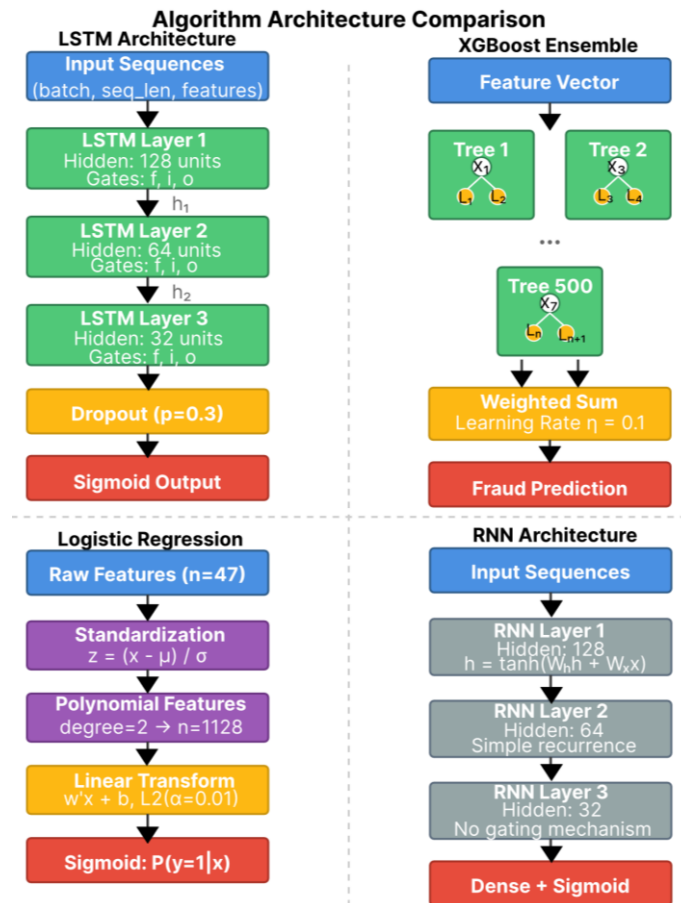 Algorithm Architecture Comparison
LSTM Architecture
Input Sequences
(batch, seq_len, features)
LSTM Layer 1
Hidden: 128 units
Gates: f, i, o
h₁
LSTM Layer 2
Hidden: 64 units
Gates: f, i, o
h₂
LSTM Layer 3
Hidden: 32 units
Gates: f, i, o
Dropout (p=0.3)
Sigmoid Output
XGBoost Ensemble
Feature Vector
Tree 1
X₁
L₁ L₂
Tree 2
X₃
L₃ L₄
...
Tree 500
X₇
Lₙ Lₙ₊₁
Weighted Sum
Learning Rate η = 0.1
Fraud Prediction
Logistic Regression
Raw Features (n=47)
Standardization
z = (x - μ) / σ
Polynomial Features
degree=2 → n=1128
Linear Transform
w'x + b, L2(α=0.01)
Sigmoid: P(y=1|x)
RNN Architecture
Input Sequences
RNN Layer 1
Hidden: 128
h = tanh(Wₕh + Wₓx)
RNN Layer 2
Hidden: 64
Simple recurrence
RNN Layer 3
Hidden: 32
No gating mechanism
Dense + Sigmoid